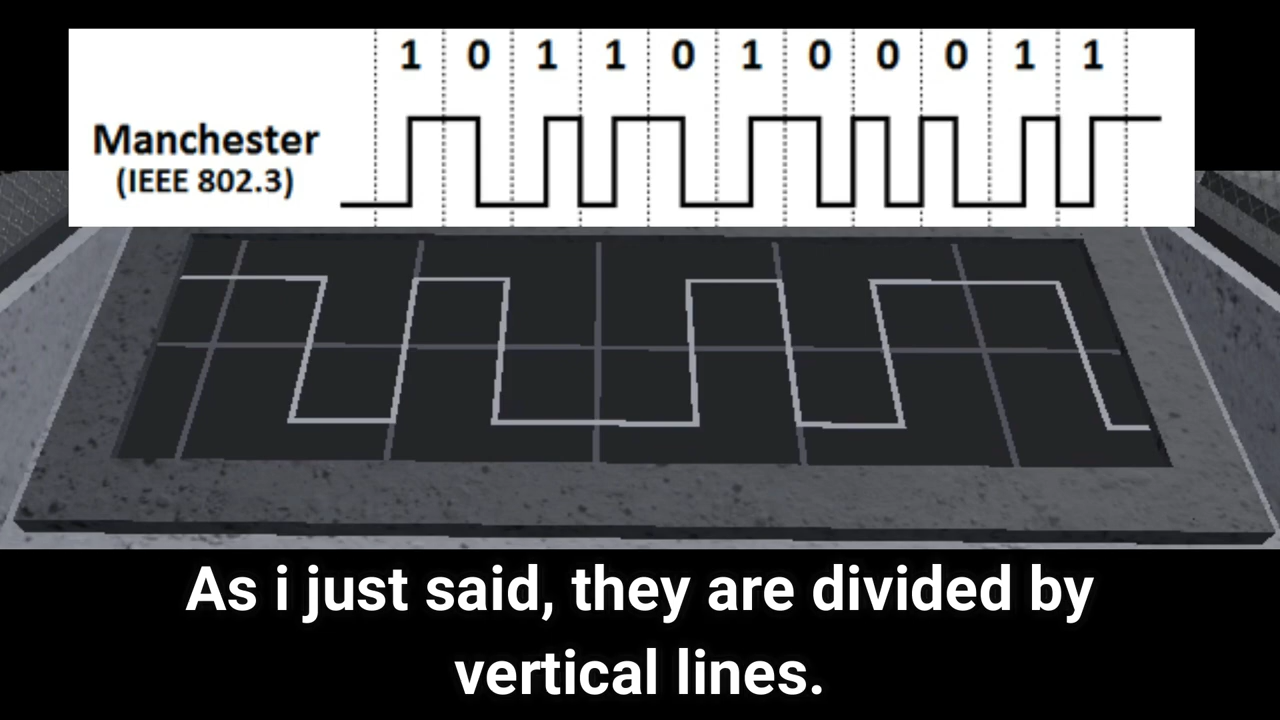 1 0 1 1 0 1 0 0 0 1 1
Manchester
(IEEE 802.3)
As i just said, they are divided by
vertical lines.